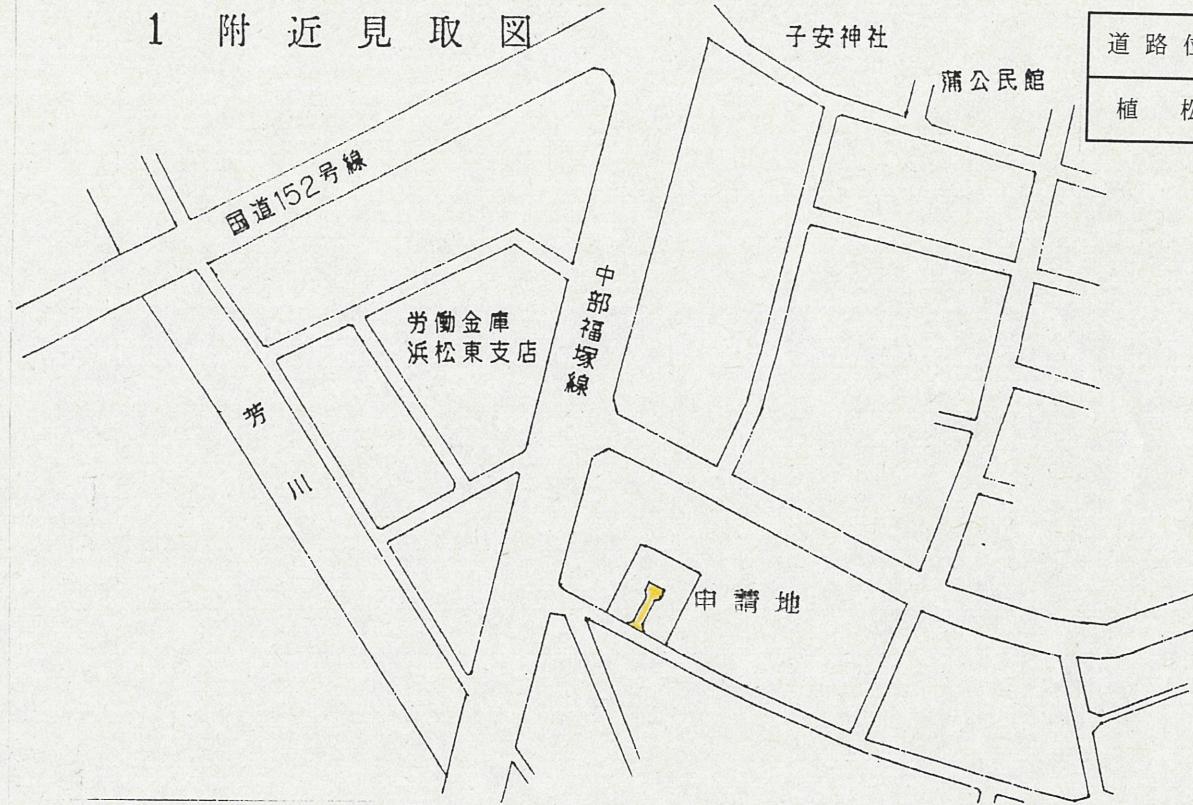 1 附近見取図
子安神社
道路位
蒲公民館
植松
国道152号線
中部福塚線
労働金庫
浜松東支店
芳川
申請地